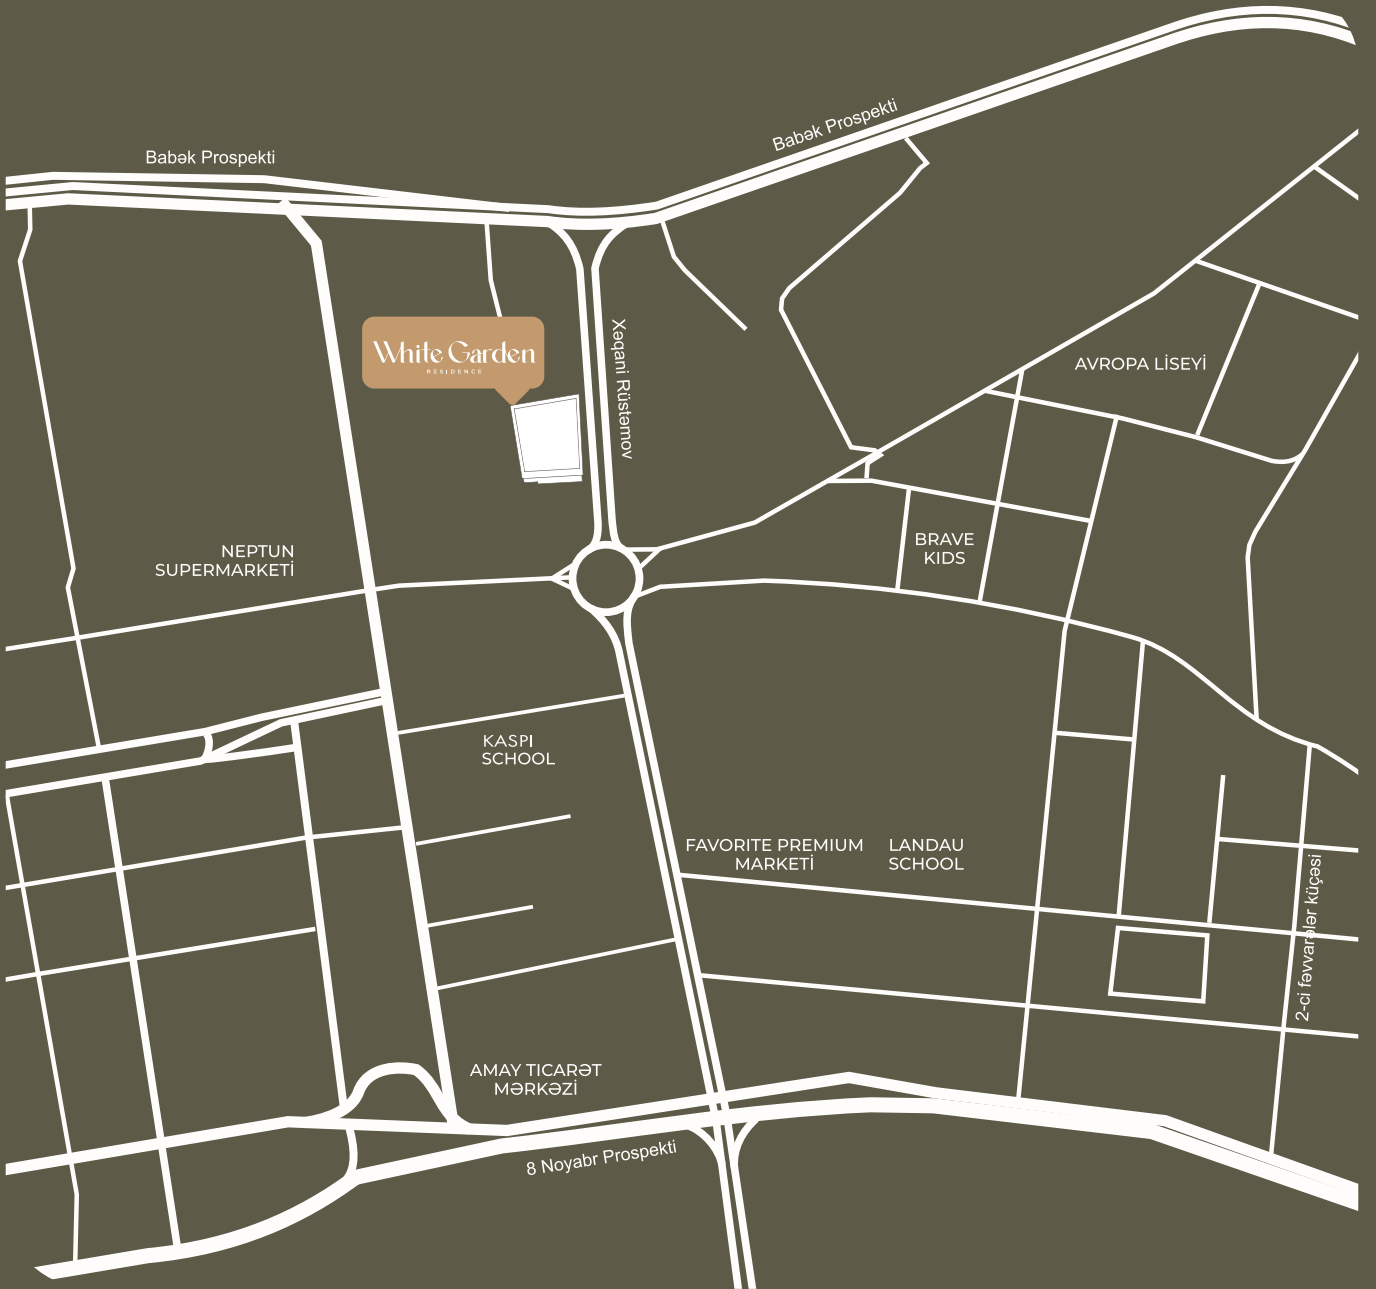 Babək Prospekti
Babək Prospekti
White Garden
RESIDENCE
Xəqani Rüstəmov
AVROPA LİSEYİ
NEPTUN
SUPERMARKETİ
BRAVE
KIDS
KASPI
SCHOOL
FAVORITE PREMIUM
MARKETİ
LANDAU
SCHOOL
2-ci fəvvarələr küçəsi
AMAY TICARƏT
MƏRKƏZİ
8 Noyabr Prospekti